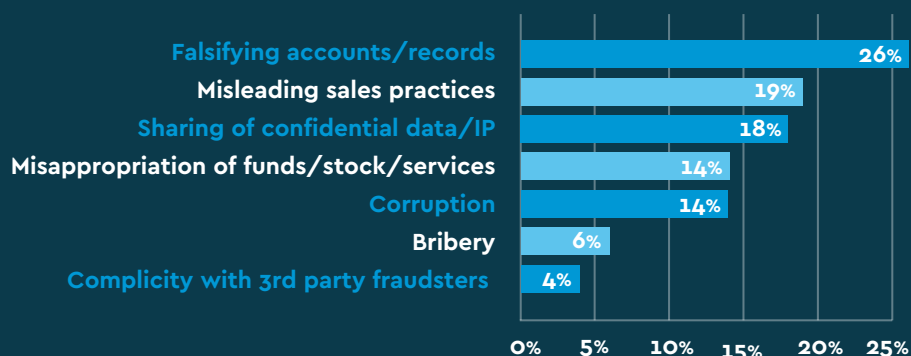 Falsifying accounts/records 26%
Misleading sales practices 19%
Sharing of confidential data/IP 18%
Misappropriation of funds/stock/services 14%
Corruption 14%
Bribery 6%
Complicity with 3rd party fraudsters 4%
0% 5% 10% 15% 20% 25%